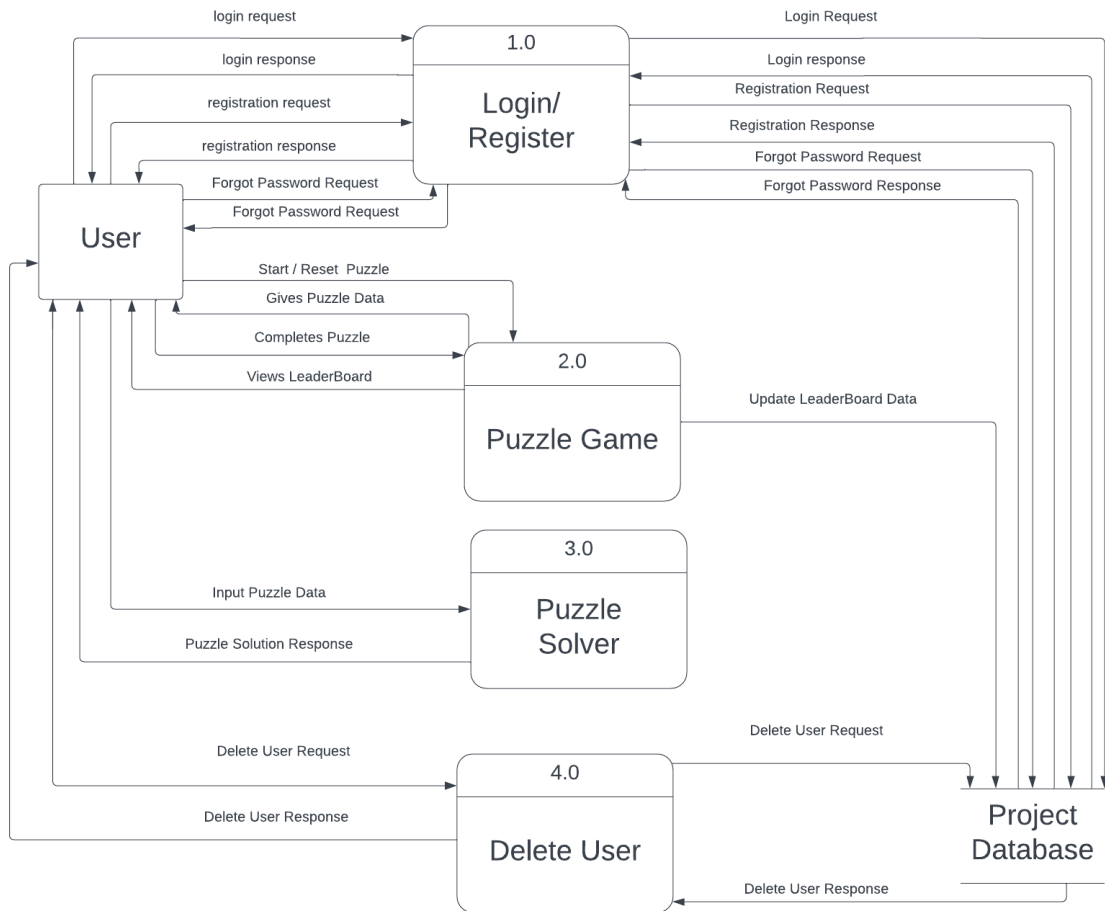 login request
Login Request
1.0
login response
Login response
Login/
Register
registration request
Registration Request
registration response
Registration Response
Forgot Password Request
Forgot Password Request
Forgot Password Request
Forgot Password Response
User
Start / Reset  Puzzle
Gives Puzzle Data
Completes Puzzle
Views LeaderBoard
2.0
Puzzle Game
Update LeaderBoard Data
3.0
Puzzle
Solver
Input Puzzle Data
Puzzle Solution Response
Delete User Request
Delete User Request
4.0
Delete User Response
Delete User
Project
Database
Delete User Response